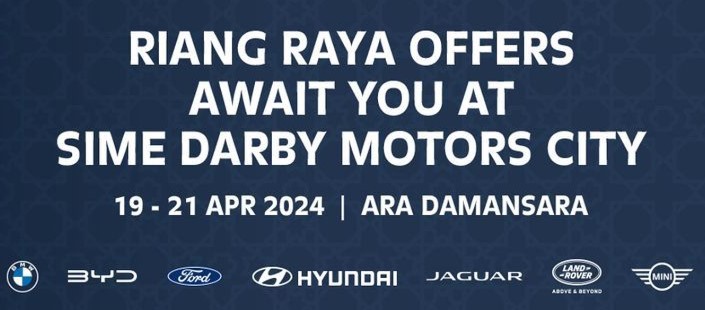 RIANG RAYA OFFERS
AWAIT YOU AT
SIME DARBY MOTORS CITY
19 - 21 APR 2024 | ARA DAMANSARA
BMW BYD Ford HYUNDAI JAGUAR LAND-ROVER MINI
ABOVE & BEYOND